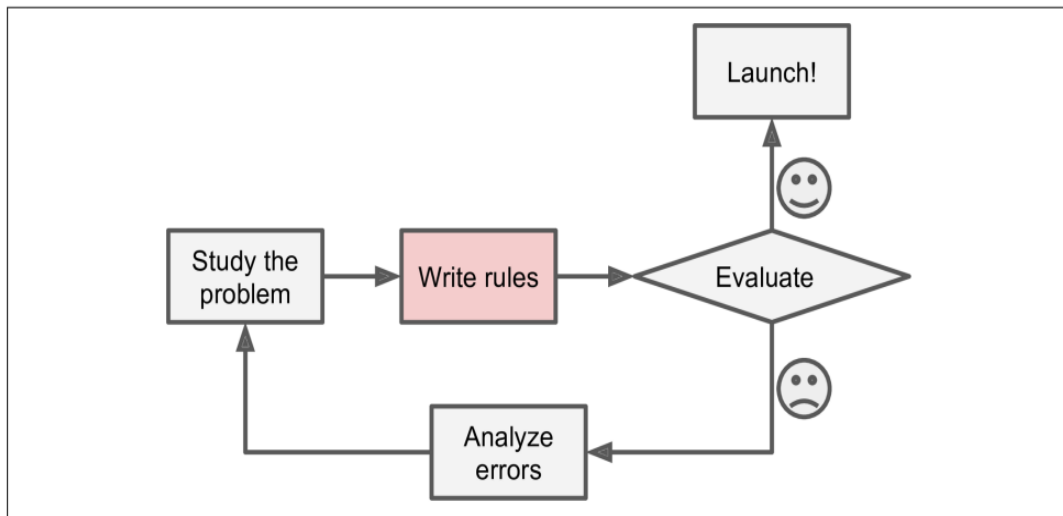 Launch!
Study the
problem
Write rules
Evaluate
Analyze
errors